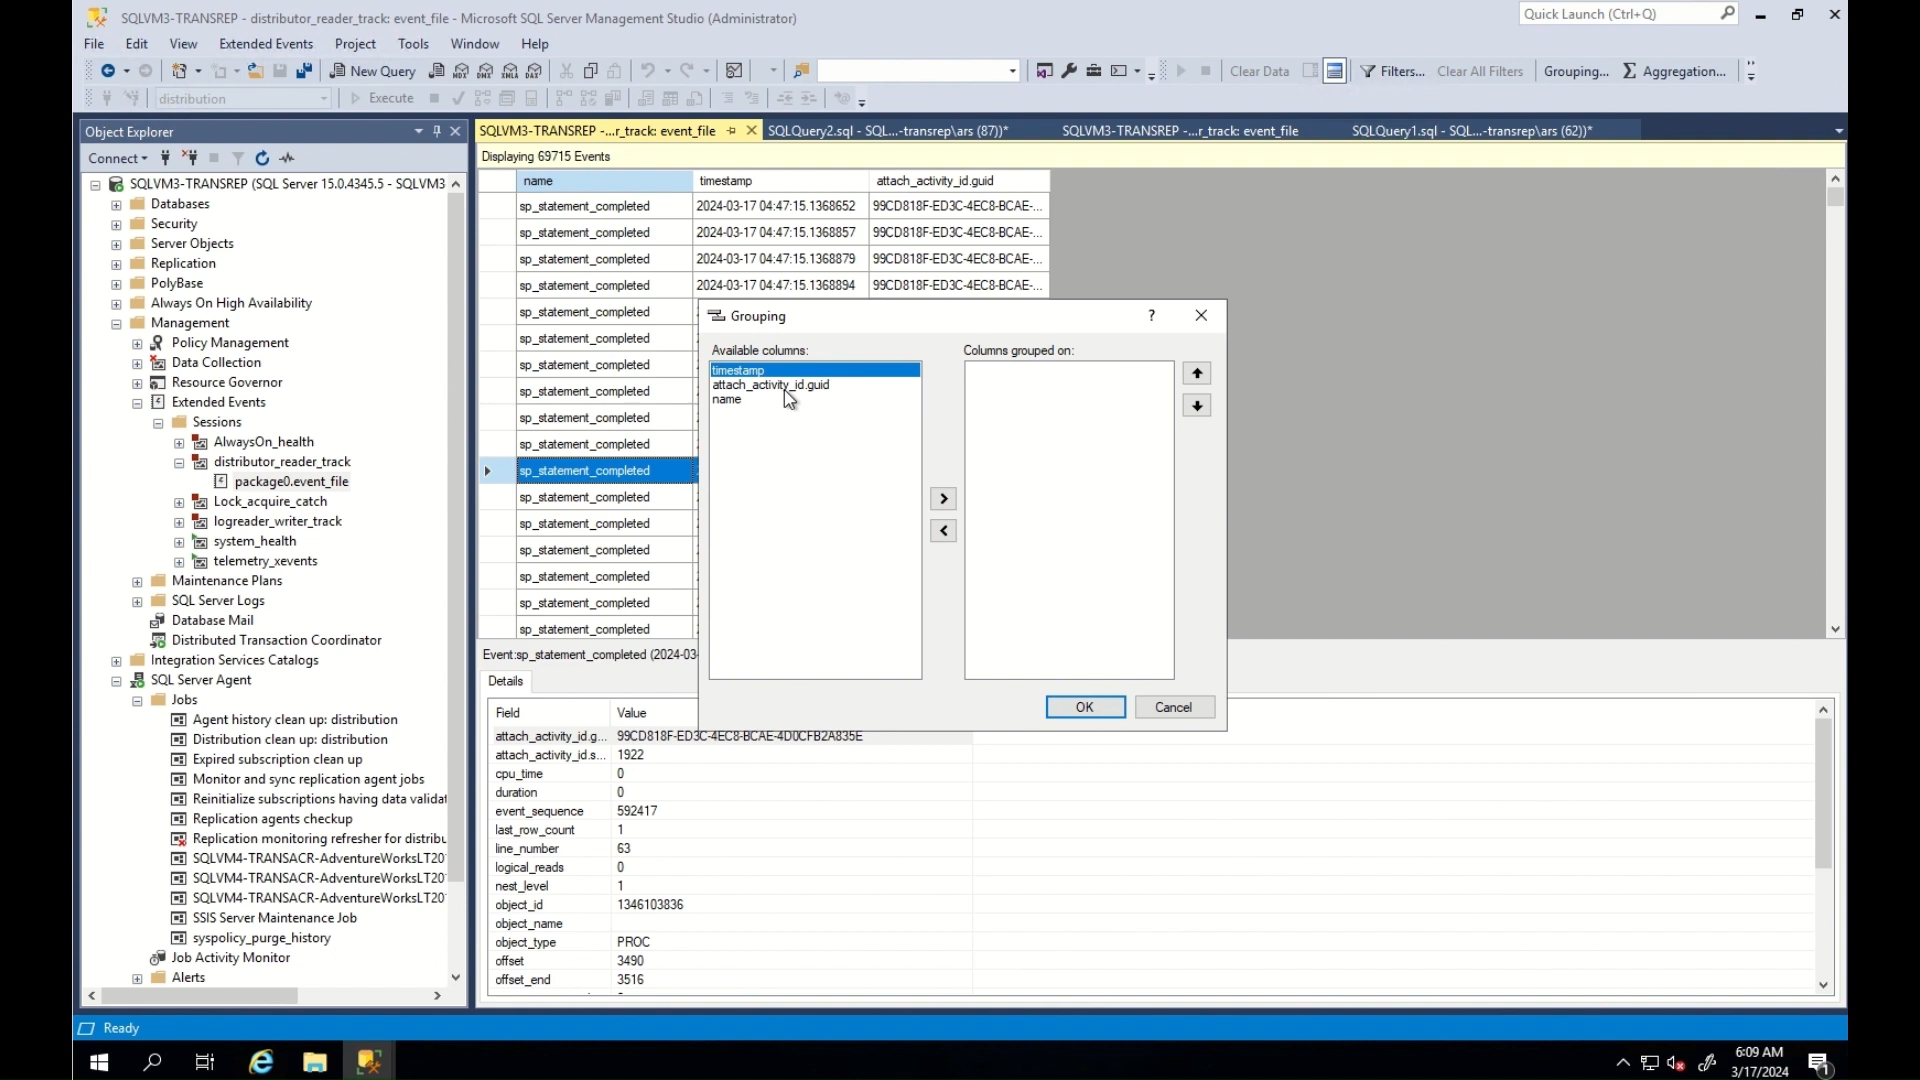 SQLVM3-TRANSREP - distributor_reader_track: event_file - Microsoft SQL Server Management Studio (Administrator)
Quick Launch (Ctrl+Q)
File Edit View Extended Events Project Tools Window Help
New Query
MDX DMX XMLA DAX
Clear Data
Filters...
Clear All Filters
Grouping...
Aggregation...
distribution
Execute
Object Explorer
Connect
SQLVM3-TRANSREP (SQL Server 15.0.4345.5 - SQLVM3
Databases
Security
Server Objects
Replication
PolyBase
Always On High Availability
Management
Policy Management
Data Collection
Resource Governor
Extended Events
Sessions
AlwaysOn_health
distributor_reader_track
package0.event_file
Lock_acquire_catch
logreader_writer_track
system_health
telemetry_xevents
Maintenance Plans
SQL Server Logs
Database Mail
Distributed Transaction Coordinator
Integration Services Catalogs
SQL Server Agent
Jobs
Agent history clean up: distribution
Distribution clean up: distribution
Expired subscription clean up
Monitor and sync replication agent jobs
Reinitialize subscriptions having data validat
Replication agents checkup
Replication monitoring refresher for distribu
SQLVM4-TRANSACR-AdventureWorksLT20
SQLVM4-TRANSACR-AdventureWorksLT20
SQLVM4-TRANSACR-AdventureWorksLT20
SSIS Server Maintenance Job
syspolicy_purge_history
Job Activity Monitor
Alerts
SQLVM3-TRANSREP -...r_track: event_file
SQLQuery2.sql - SQL...-transrep\ars (87))*
SQLVM3-TRANSREP -...r_track: event_file
SQLQuery1.sql - SQL...-transrep\ars (62))*
Displaying 69715 Events
name timestamp attach_activity_id.guid
sp_statement_completed 2024-03-17 04:47:15.1368652 99CD818F-ED3C-4EC8-BCAE-...
sp_statement_completed 2024-03-17 04:47:15.1368857 99CD818F-ED3C-4EC8-BCAE-...
sp_statement_completed 2024-03-17 04:47:15.1368879 99CD818F-ED3C-4EC8-BCAE-...
sp_statement_completed 2024-03-17 04:47:15.1368894 99CD818F-ED3C-4EC8-BCAE-...
sp_statement_completed
sp_statement_completed
sp_statement_completed
sp_statement_completed
sp_statement_completed
sp_statement_completed
sp_statement_completed
sp_statement_completed
sp_statement_completed
sp_statement_completed
sp_statement_completed
sp_statement_completed
sp_statement_completed
Grouping
?
Available columns:
timestamp
attach_activity_id.guid
name
Columns grouped on:
OK
Cancel
Event:sp_statement_completed (2024-03-
Details
Field Value
attach_activity_id.g... 99CD818F-ED3C-4EC8-BCAE-4D0CFB2A835E
attach_activity_id.s... 1922
cpu_time 0
duration 0
event_sequence 592417
last_row_count 1
line_number 63
logical_reads 0
nest_level 1
object_id 1346103836
object_name
object_type PROC
offset 3490
offset_end 3516
Ready
6:09 AM
3/17/2024
1